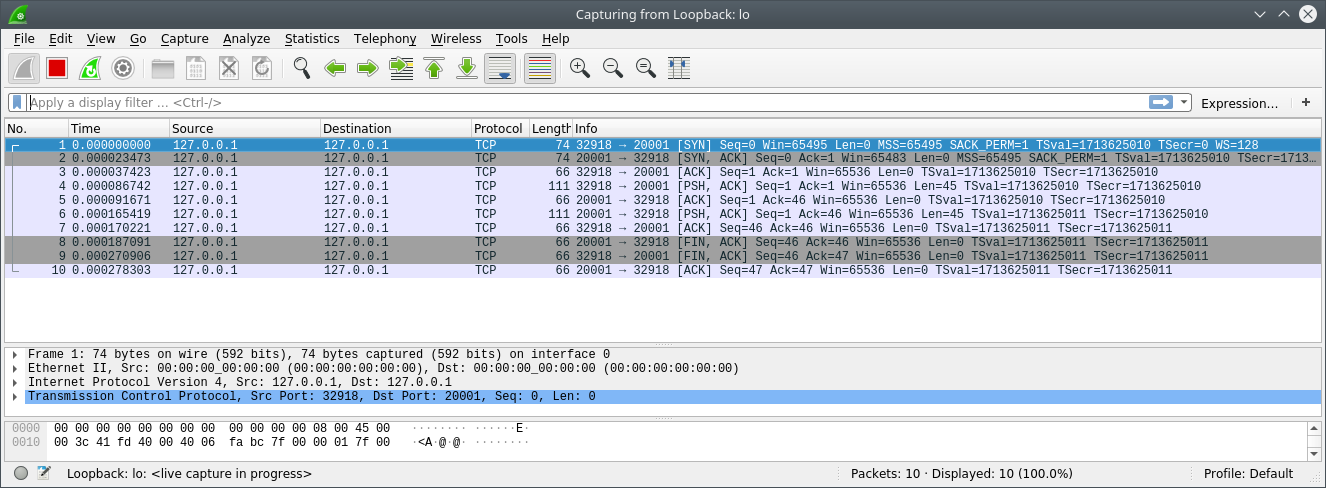 Capturing from Loopback: lo
File Edit View Go Capture Analyze Statistics Telephony Wireless Tools Help
Apply a display filter ... <Ctrl-/> Expression... +
No. Time Source Destination Protocol Length Info
1 0.000000000 127.0.0.1 127.0.0.1 TCP 74 32918 → 20001 [SYN] Seq=0 Win=65495 Len=0 MSS=65495 SACK_PERM=1 TSval=1713625010 TSecr=0 WS=128
2 0.000023473 127.0.0.1 127.0.0.1 TCP 74 20001 → 32918 [SYN, ACK] Seq=0 Ack=1 Win=65483 Len=0 MSS=65495 SACK_PERM=1 TSval=1713625010 TSecr=1713...
3 0.000037423 127.0.0.1 127.0.0.1 TCP 66 32918 → 20001 [ACK] Seq=1 Ack=1 Win=65536 Len=0 TSval=1713625010 TSecr=1713625010
4 0.000086742 127.0.0.1 127.0.0.1 TCP 111 32918 → 20001 [PSH, ACK] Seq=1 Ack=1 Win=65536 Len=45 TSval=1713625010 TSecr=1713625010
5 0.000091671 127.0.0.1 127.0.0.1 TCP 66 20001 → 32918 [ACK] Seq=1 Ack=46 Win=65536 Len=0 TSval=1713625010 TSecr=1713625010
6 0.000165419 127.0.0.1 127.0.0.1 TCP 111 20001 → 32918 [PSH, ACK] Seq=1 Ack=46 Win=65536 Len=45 TSval=1713625011 TSecr=1713625010
7 0.000170221 127.0.0.1 127.0.0.1 TCP 66 32918 → 20001 [ACK] Seq=46 Ack=46 Win=65536 Len=0 TSval=1713625011 TSecr=1713625011
8 0.000187091 127.0.0.1 127.0.0.1 TCP 66 20001 → 32918 [FIN, ACK] Seq=46 Ack=46 Win=65536 Len=0 TSval=1713625011 TSecr=1713625011
9 0.000270906 127.0.0.1 127.0.0.1 TCP 66 32918 → 20001 [FIN, ACK] Seq=46 Ack=47 Win=65536 Len=0 TSval=1713625011 TSecr=1713625011
10 0.000278303 127.0.0.1 127.0.0.1 TCP 66 20001 → 32918 [ACK] Seq=47 Ack=47 Win=65536 Len=0 TSval=1713625011 TSecr=1713625011
Frame 1: 74 bytes on wire (592 bits), 74 bytes captured (592 bits) on interface 0
Ethernet II, Src: 00:00:00_00:00:00 (00:00:00:00:00:00), Dst: 00:00:00_00:00:00 (00:00:00:00:00:00)
Internet Protocol Version 4, Src: 127.0.0.1, Dst: 127.0.0.1
Transmission Control Protocol, Src Port: 32918, Dst Port: 20001, Seq: 0, Len: 0
0000 00 00 00 00 00 00 00 00 00 00 00 00 08 00 45 00 ········ ······E·
0010 00 3c 41 fd 40 00 40 06 fa bc 7f 00 00 01 7f 00 ·<A·@·@· ········
Loopback: lo: <live capture in progress> Packets: 10 · Displayed: 10 (100.0%) Profile: Default